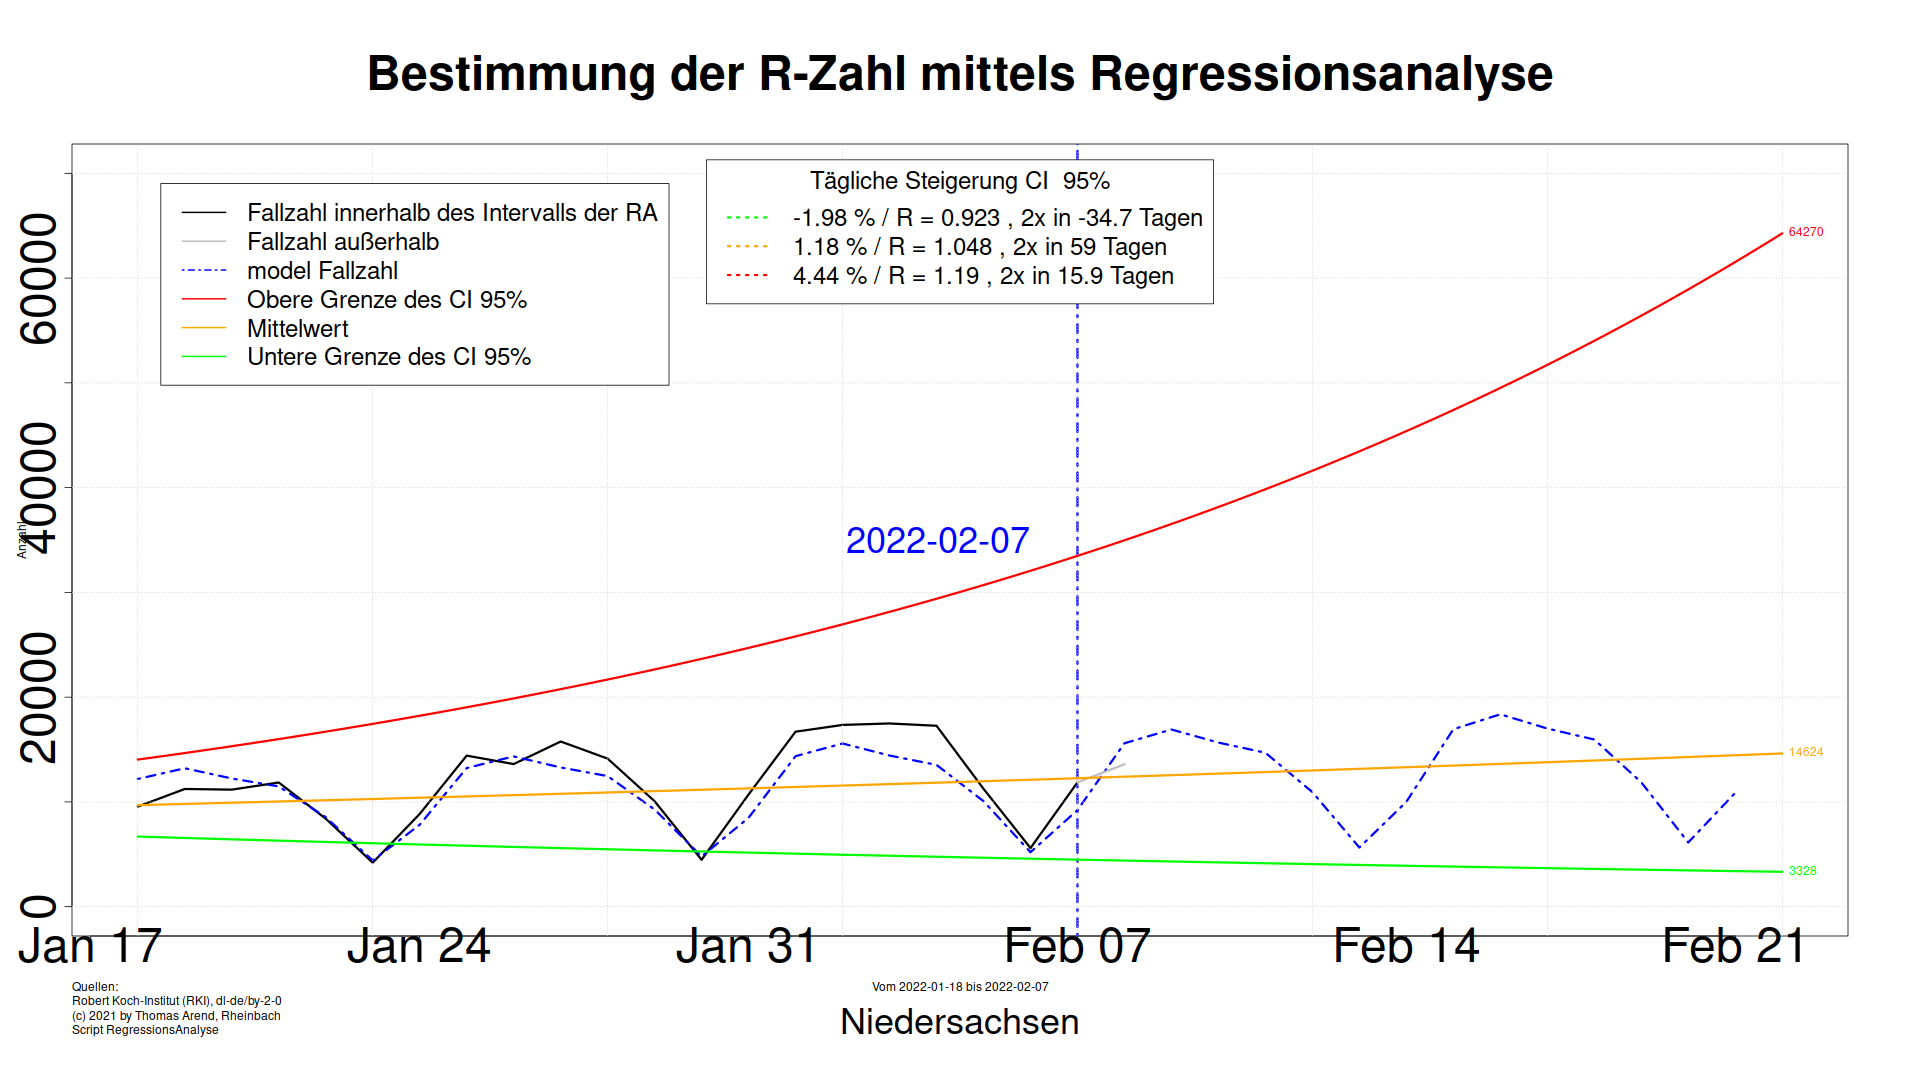 Bestimmung der R-Zahl mittels Regressionsanalyse
Fallzahl innerhalb des Intervalls der RA
Fallzahl außerhalb
model Fallzahl
Obere Grenze des CI 95%
Mittelwert
Untere Grenze des CI 95%
Tägliche Steigerung CI 95%
-1.98 % / R = 0.923 , 2x in -34.7 Tagen
1.18 % / R = 1.048 , 2x in 59 Tagen
4.44 % / R = 1.19 , 2x in 15.9 Tagen
64270
60000
40000
Anzahl
2022-02-07
20000
14624
3328
0
Jan 17 Jan 24 Jan 31 Feb 07 Feb 14 Feb 21
Quellen:
Robert Koch-Institut (RKI), dl-de/by-2-0
(c) 2021 by Thomas Arend, Rheinbach
Script RegressionsAnalyse
Vom 2022-01-18 bis 2022-02-07
Niedersachsen